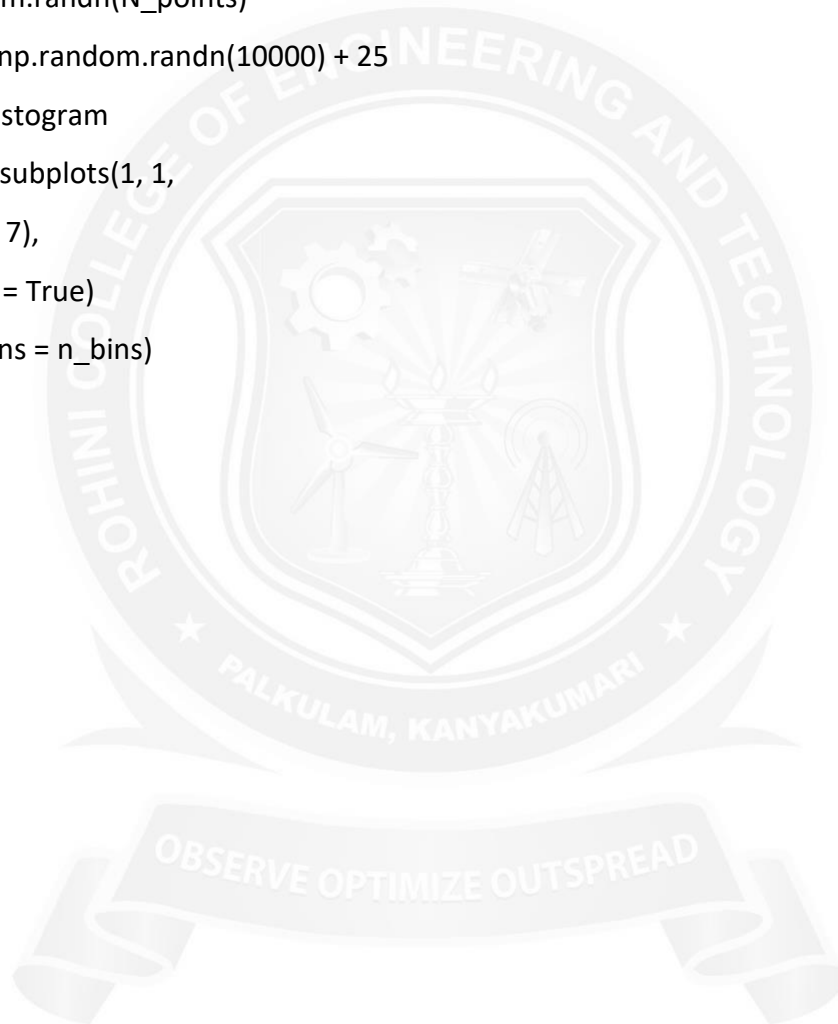 m.randn(N_points)
np.random.randn(10000) + 25
stogram
subplots(1, 1,
7),
= True)
ns = n_bins)
ROHINI COLLEGE OF ENGINEERING AND TECHNOLOGY
PALKULAM, KANYAKUMARI
OBSERVE OPTIMIZE OUTSPREAD